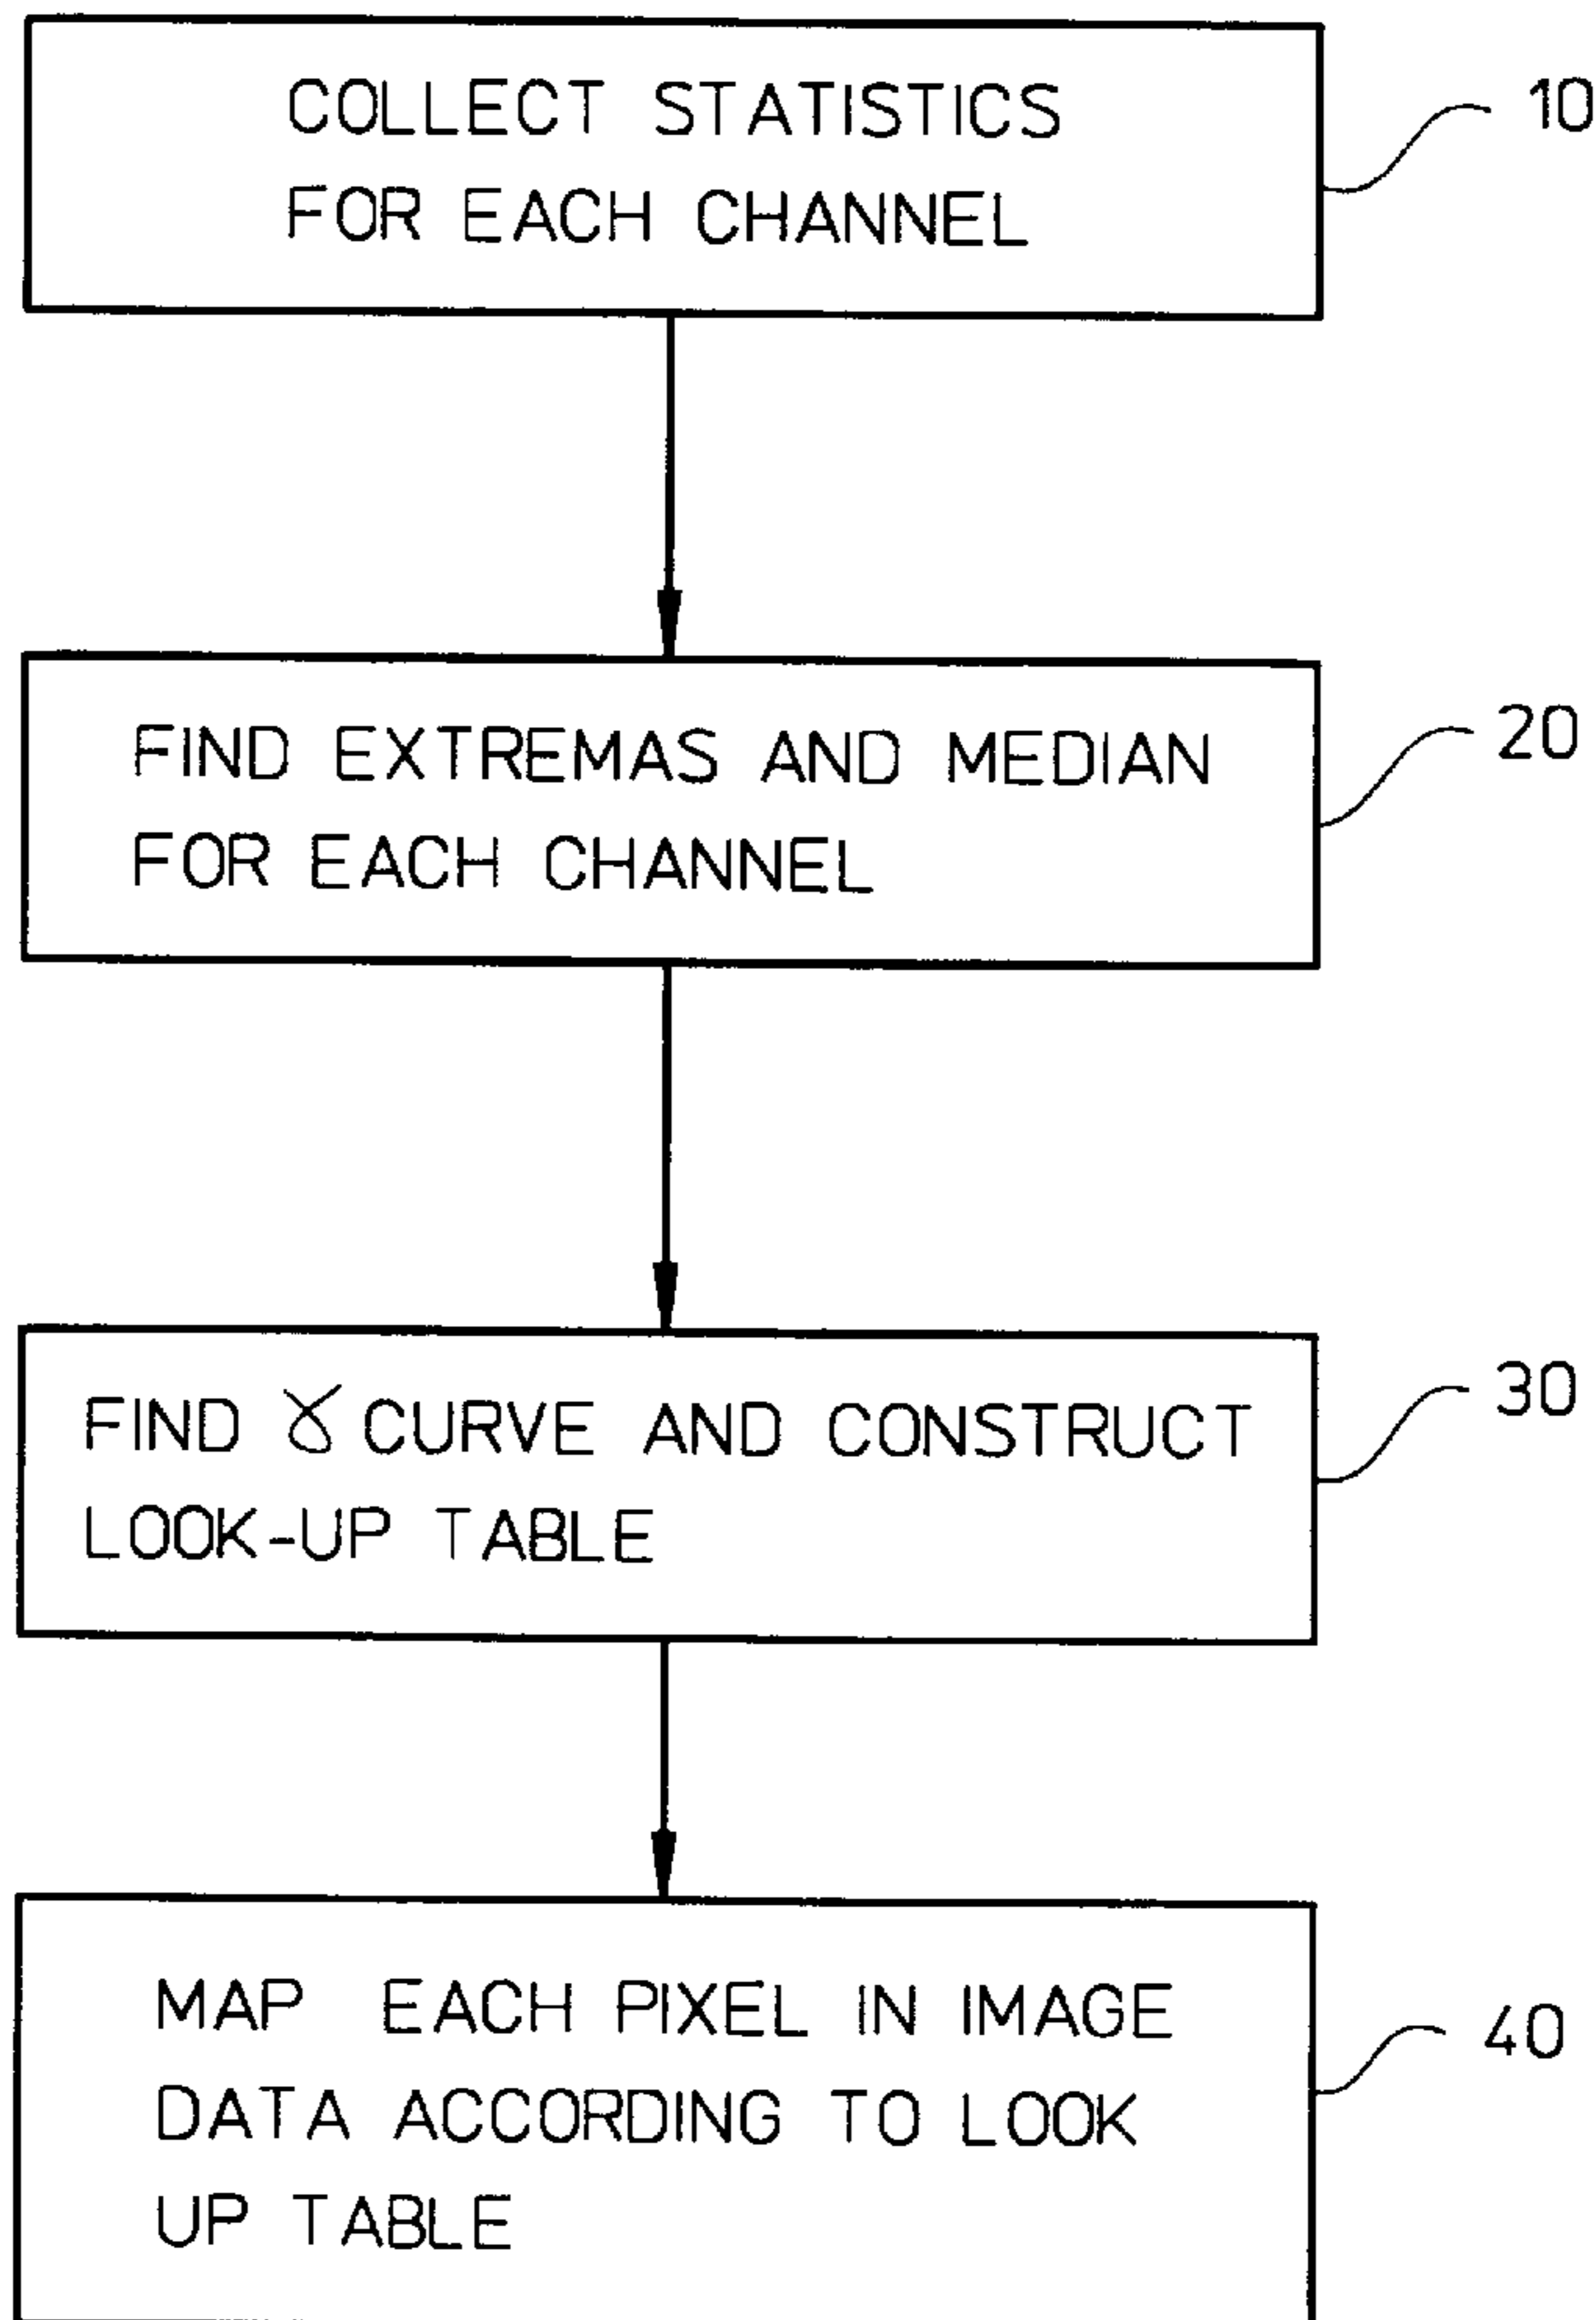 COLLECT STATISTICS
FOR EACH CHANNEL
10
FIND EXTREMAS AND MEDIAN
FOR EACH CHANNEL
20
FIND γ CURVE AND CONSTRUCT
LOOK-UP TABLE
30
MAP EACH PIXEL IN IMAGE
DATA ACCORDING TO LOOK
UP TABLE
40